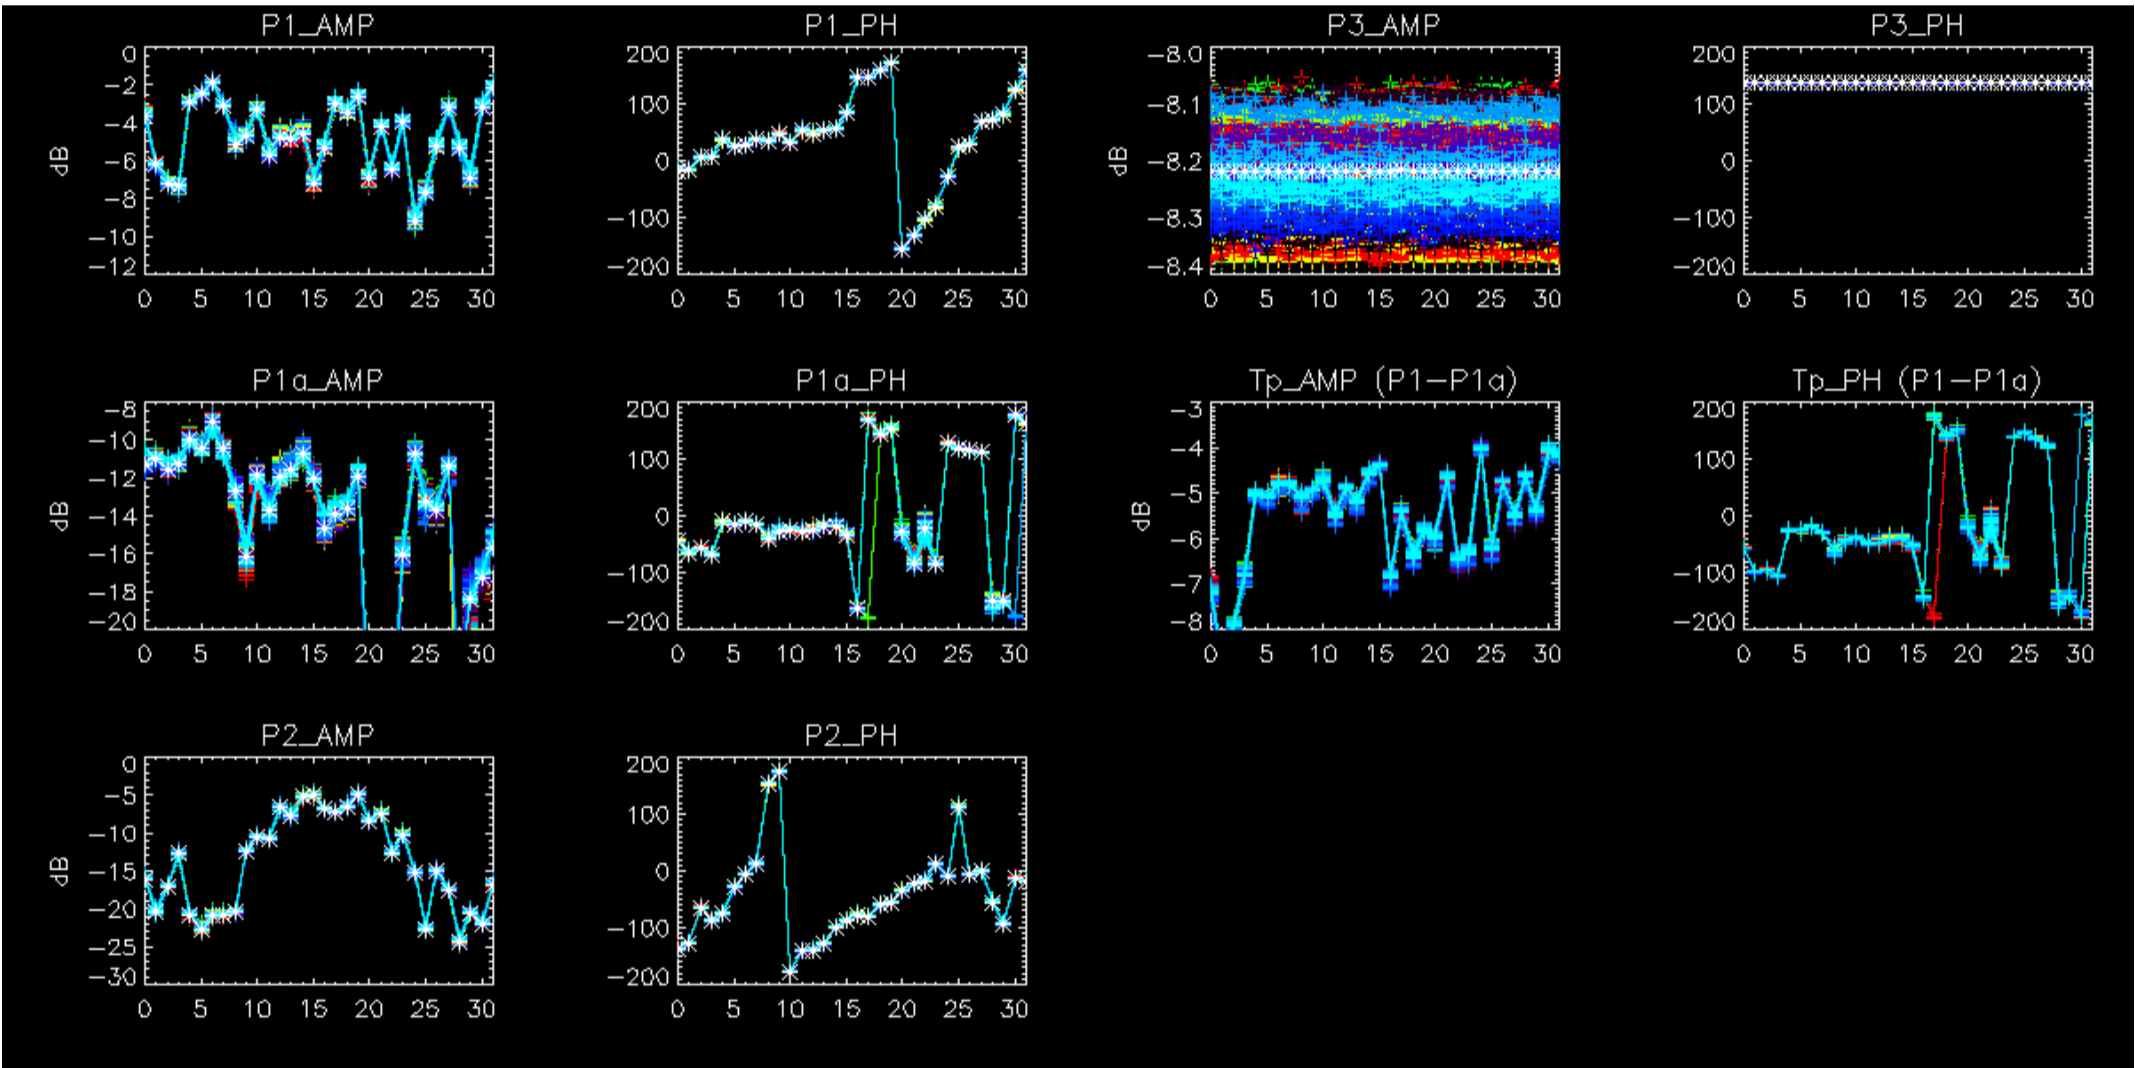 P1_AMP
0
−2
−4
−6
−8
−10
−12
dB
0 5 10 15 20 25 30
P1_PH
200
100
0
−100
−200
0 5 10 15 20 25 30
P3_AMP
−8.0
−8.1
−8.2
−8.3
−8.4
dB
0 5 10 15 20 25 30
P3_PH
200
100
0
−100
−200
0 5 10 15 20 25 30
P1a_AMP
−8
−10
−12
−14
−16
−18
−20
dB
0 5 10 15 20 25 30
P1a_PH
200
100
0
−100
−200
0 5 10 15 20 25 30
Tp_AMP (P1−P1a)
−3
−4
−5
−6
−7
−8
dB
0 5 10 15 20 25 30
Tp_PH (P1−P1a)
200
100
0
−100
−200
0 5 10 15 20 25 30
P2_AMP
0
−5
−10
−15
−20
−25
−30
dB
0 5 10 15 20 25 30
P2_PH
200
100
0
−100
−200
0 5 10 15 20 25 30